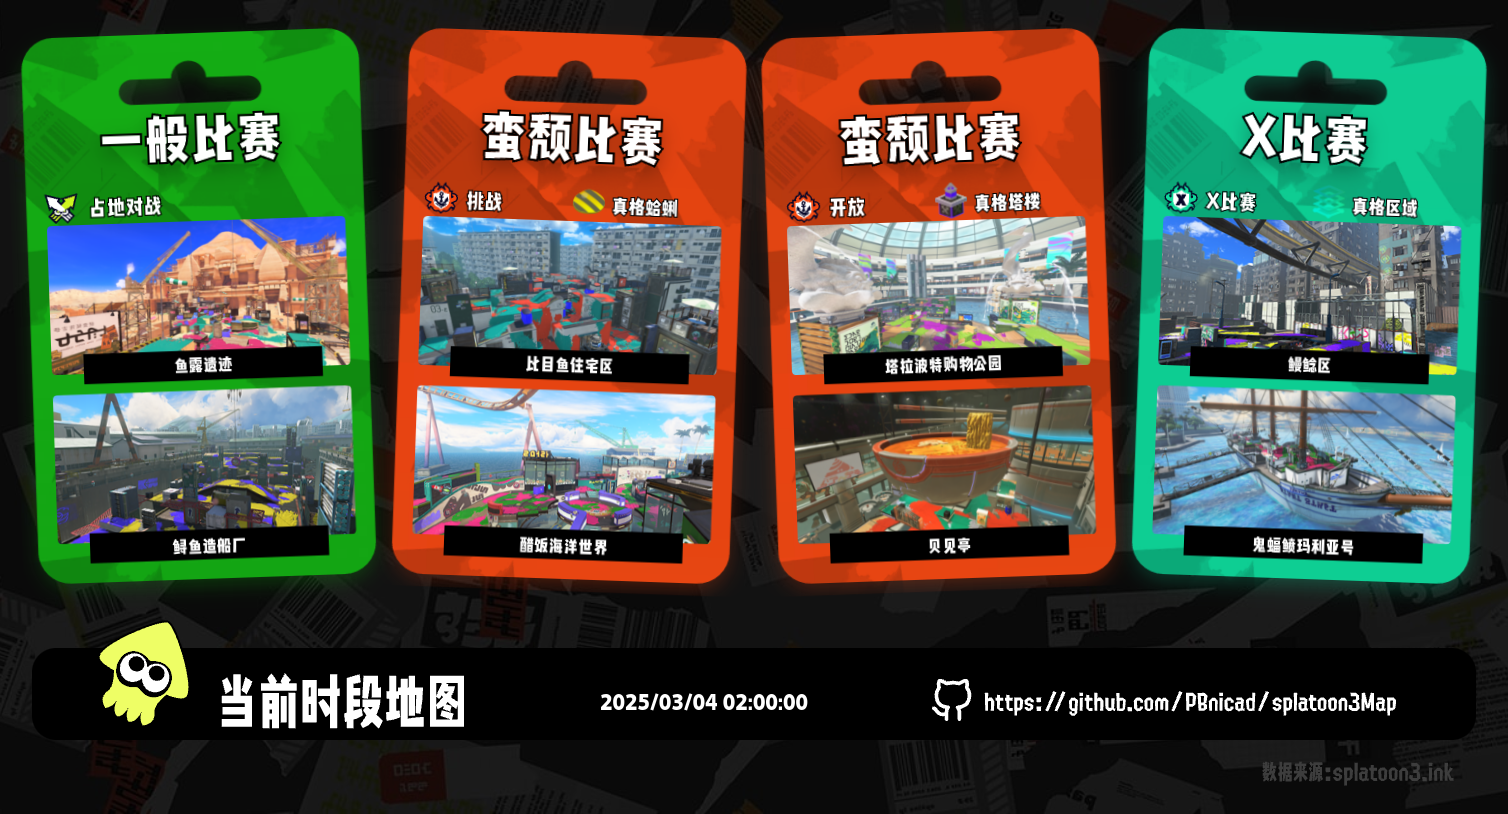 一般比赛
占地对战
鱼露遗迹
鲟鱼造船厂
蛮颓比赛
挑战
真格蛤蜊
比目鱼住宅区
醋饭海洋世界
蛮颓比赛
开放
真格塔楼
塔拉波特购物公园
贝贝亭
X比赛
X比赛
真格区域
鳗鲶区
鬼蝠鲼玛利亚号
当前时段地图
2025/03/04 02:00:00
https://github.com/PBnicad/splatoon3Map
数据来源:splatoon3.ink